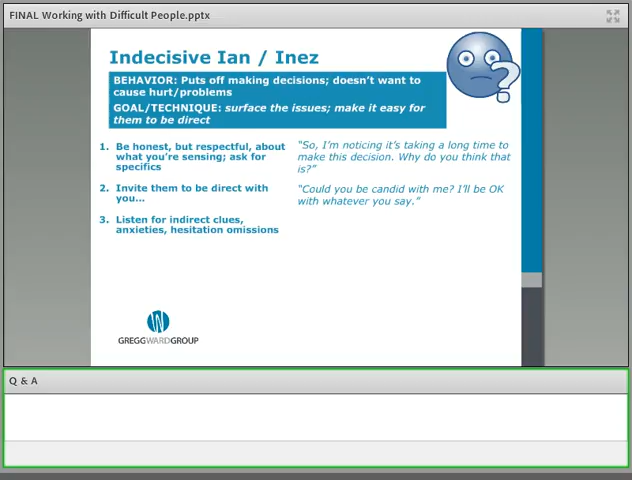 FINAL Working with Difficult People.pptx
Indecisive Ian / Inez
BEHAVIOR: Puts off making decisions; doesn't want to
cause hurt/problems
GOAL/TECHNIQUE: surface the issues; make it easy for
them to be direct
1. Be honest, but respectful, about
what you're sensing; ask for
specifics
2. Invite them to be direct with
you...
3. Listen for indirect clues,
anxieties, hesitation omissions
"So, I'm noticing it's taking a long time to
make this decision. Why do you think that
is?"
"Could you be candid with me? I'll be OK
with whatever you say."
?
GREGGWARDGROUP
Q & A